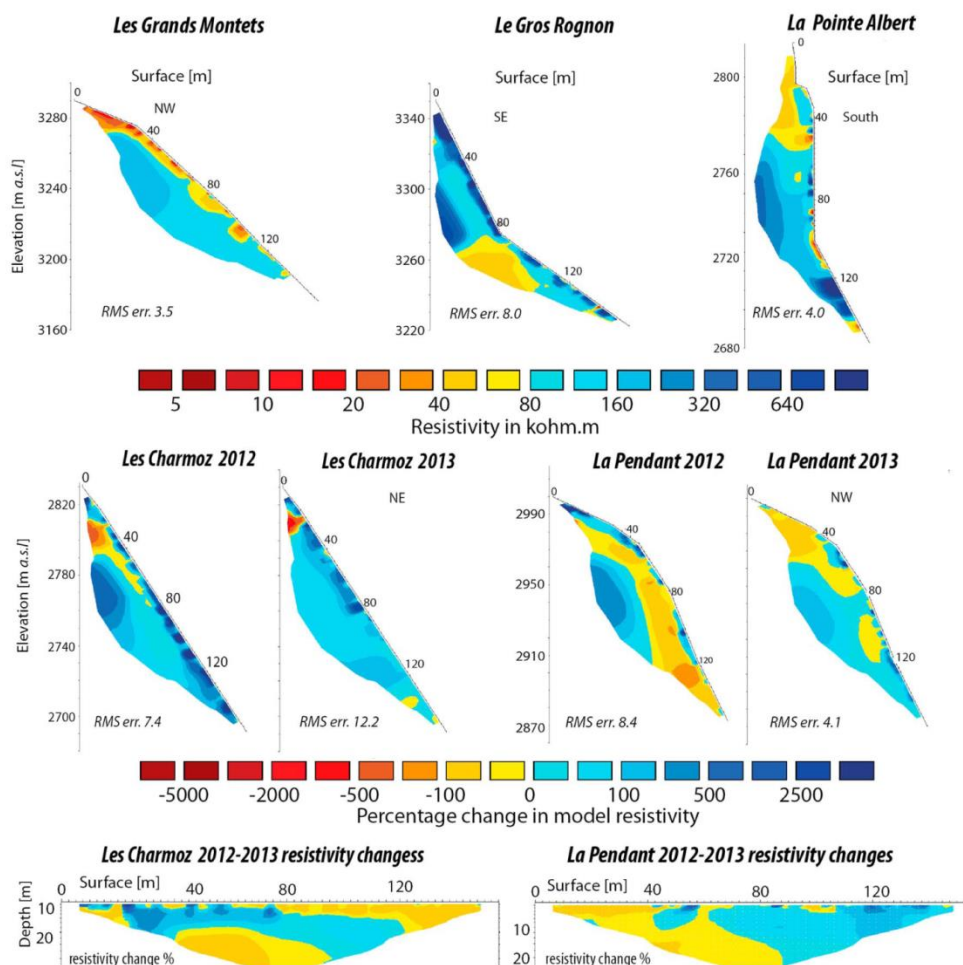 Les Grands Montets
Le Gros Rognon
La Pointe Albert
Surface [m]
0
NW
40
80
120
3280
3240
3200
3160
Elevation [m a.s.l]
RMS err. 3.5
Surface [m]
0
SE
40
80
120
3340
3300
3260
3220
RMS err. 8.0
0
Surface [m]
40
South
80
120
2800
2760
2720
2680
RMS err. 4.0
5 10 20 40 80 160 320 640
Resistivity in kohm.m
Les Charmoz 2012
Les Charmoz 2013
La Pendant 2012
La Pendant 2013
0
40
80
120
2820
2780
2740
2700
Elevation [m a.s.l]
RMS err. 7.4
0
NE
40
80
120
RMS err. 12.2
0
40
80
120
2990
2950
2910
2870
RMS err. 8.4
0
NW
40
80
120
RMS err. 4.1
-5000 -2000 -500 -100 0 100 500 2500
Percentage change in model resistivity
Les Charmoz 2012-2013 resistivity changess
La Pendant 2012-2013 resistivity changes
0 Surface [m] 40 80 120
Depth [m]
10
20
resistivity change %
0 Surface [m] 40 80 120
10
20
resistivity change %